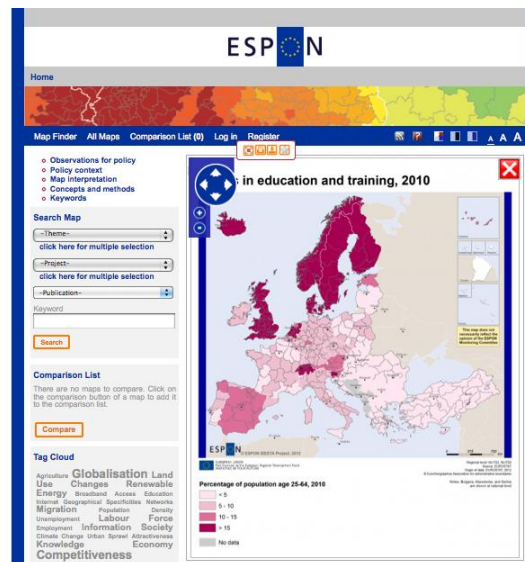 ESPON
Home
Map Finder All Maps Comparison List (0) Log in Register
A A A
Observations for policy
Policy context
Map interpretation
Concepts and methods
Keywords
Search Map
-Theme-
click here for multiple selection
-Project-
click here for multiple selection
-Publication-
Keyword
Search
Comparison List
There are no maps to compare. Click
on the comparison button of a map to add it
to the comparison list.
Compare
Tag Cloud
Agriculture Globalisation Land
Use Changes Renewable
Energy Broadband Access Education
Internet Geographical Specificities Networks
Migration Population Density
Unemployment Labour Force
Employment Information Society
Climate Change Urban Sprawl Attractiveness
Knowledge Economy
Competitiveness
in education and training, 2010
This map does not
necessarily reflect the
opinion of the ESPON
Monitoring Committee
ESPON
EUROPEAN UNION
Percentage of population age 25-64, 2010
< 5
5 - 10
10 - 15
> 15
No data